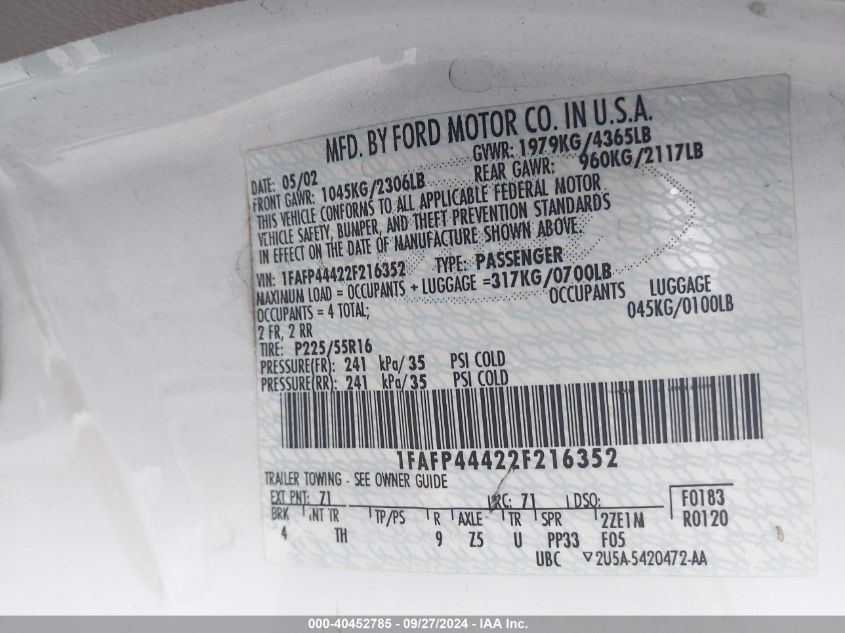 MFD. BY FORD MOTOR CO. IN U.S.A.
DATE: 05/02 GVWR: 1979KG/4365LB
FRONT GAWR: 1045KG/2306LB REAR GAWR: 960KG/2117LB
THIS VEHICLE CONFORMS TO ALL APPLICABLE FEDERAL MOTOR
VEHICLE SAFETY, BUMPER, AND THEFT PREVENTION STANDARDS
IN EFFECT ON THE DATE OF MANUFACTURE SHOWN ABOVE.
VIN: 1FAFP44422F216352 TYPE: PASSENGER
MAXIMUM LOAD = OCCUPANTS + LUGGAGE =317KG/0700LB
OCCUPANTS = 4 TOTAL; OCCUPANTS LUGGAGE
2 FR, 2 RR 045KG/0100LB
TIRE: P225/55R16
PRESSURE(FR): 241 kPa/35 PSI COLD
PRESSURE(RR): 241 kPa/35 PSI COLD
1FAFP44422F216352
TRAILER TOWING - SEE OWNER GUIDE
EXT PNT: Z1 RC: 71 DSO: F0183
BRK INT TR TP/PS R AXLE TR SPR 2ZE1M R0120
4 TH 9 Z5 U PP33 F05
UBC ▽2U5A-5420472-AA
000-40452785 - 09/27/2024 - IAA Inc.